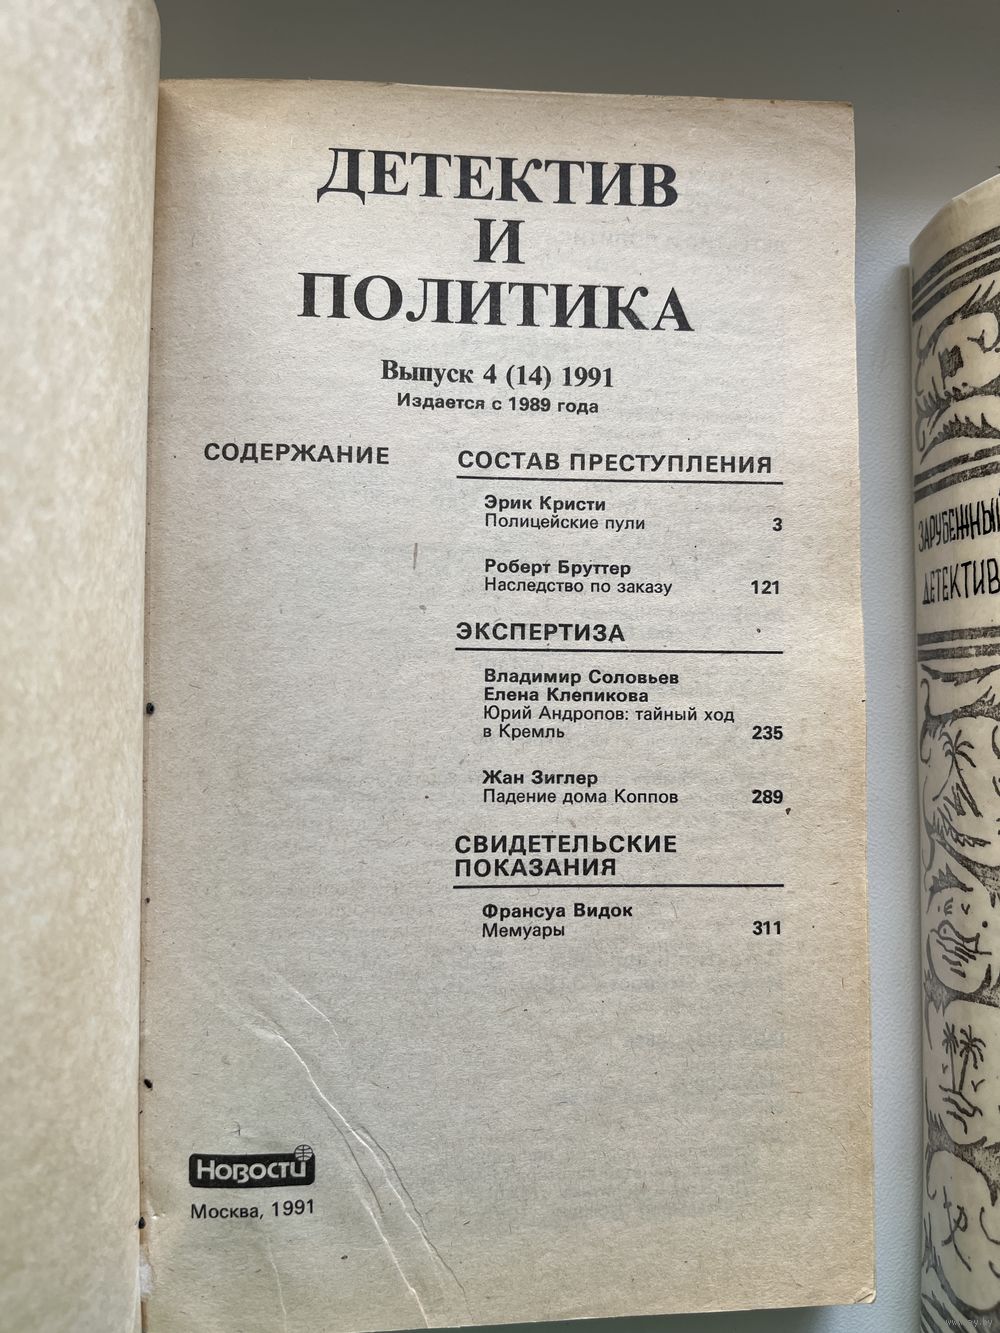 ДЕТЕКТИВ
И
ПОЛИТИКА
Выпуск 4 (14) 1991
Издается с 1989 года
СОДЕРЖАНИЕ
СОСТАВ ПРЕСТУПЛЕНИЯ
Эрик Кристи
Полицейские пули 3
Роберт Бруттер
Наследство по заказу 121
ЭКСПЕРТИЗА
Владимир Соловьев
Елена Клепикова
Юрий Андропов: тайный ход
в Кремль 235
Жан Зиглер
Падение дома Коппов 289
СВИДЕТЕЛЬСКИЕ
ПОКАЗАНИЯ
Франсуа Видок
Мемуары 311
Новости
Москва, 1991
ЗАРУБЕЖНЫЙ
ДЕТЕКТИВ